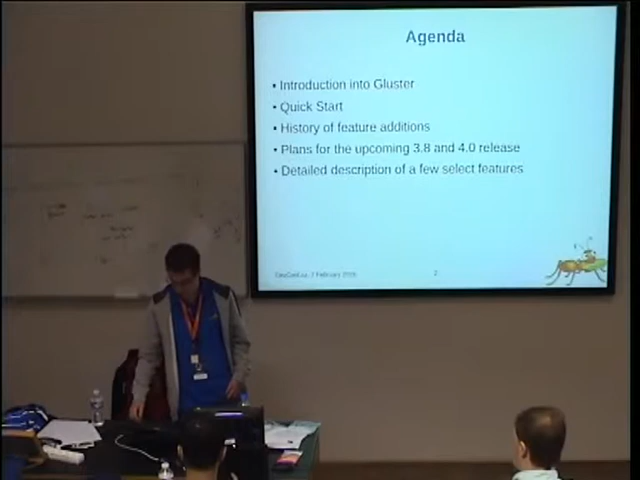 Agenda
• Introduction into Gluster
• Quick Start
• History of feature additions
• Plans for the upcoming 3.8 and 4.0 release
• Detailed description of a few select features
2